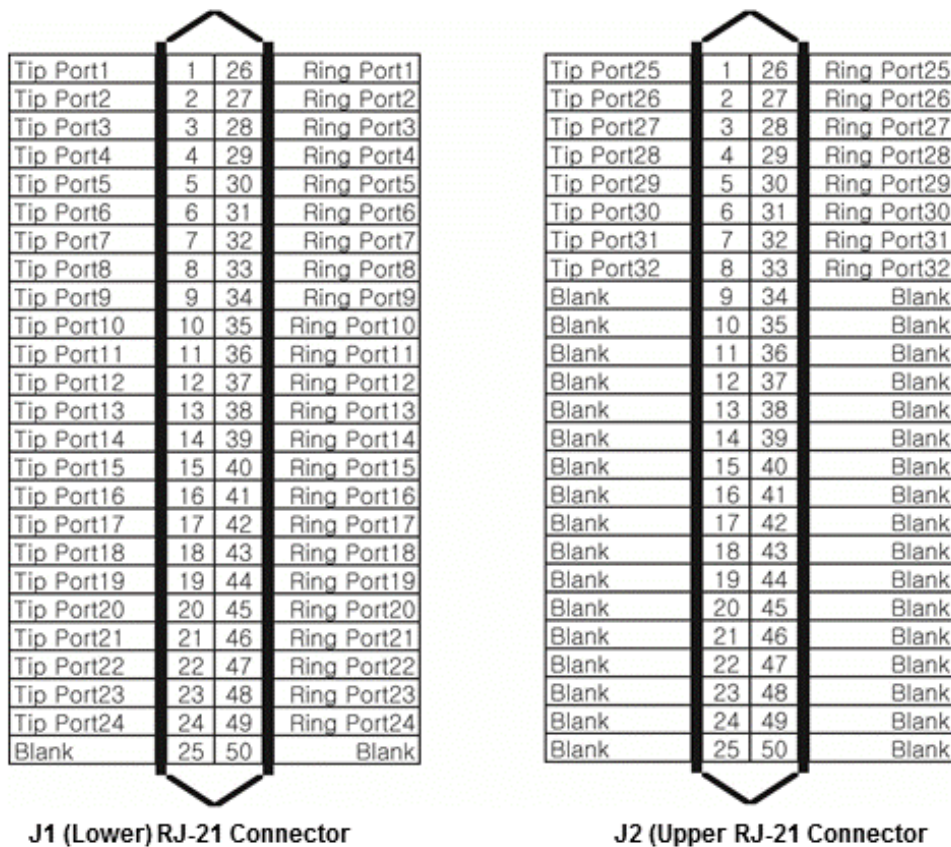 Tip Port1 1 26 Ring Port1
Tip Port2 2 27 Ring Port2
Tip Port3 3 28 Ring Port3
Tip Port4 4 29 Ring Port4
Tip Port5 5 30 Ring Port5
Tip Port6 6 31 Ring Port6
Tip Port7 7 32 Ring Port7
Tip Port8 8 33 Ring Port8
Tip Port9 9 34 Ring Port9
Tip Port10 10 35 Ring Port10
Tip Port11 11 36 Ring Port11
Tip Port12 12 37 Ring Port12
Tip Port13 13 38 Ring Port13
Tip Port14 14 39 Ring Port14
Tip Port15 15 40 Ring Port15
Tip Port16 16 41 Ring Port16
Tip Port17 17 42 Ring Port17
Tip Port18 18 43 Ring Port18
Tip Port19 19 44 Ring Port19
Tip Port20 20 45 Ring Port20
Tip Port21 21 46 Ring Port21
Tip Port22 22 47 Ring Port22
Tip Port23 23 48 Ring Port23
Tip Port24 24 49 Ring Port24
Blank 25 50 Blank
J1 (Lower) RJ-21 Connector
Tip Port25 1 26 Ring Port25
Tip Port26 2 27 Ring Port26
Tip Port27 3 28 Ring Port27
Tip Port28 4 29 Ring Port28
Tip Port29 5 30 Ring Port29
Tip Port30 6 31 Ring Port30
Tip Port31 7 32 Ring Port31
Tip Port32 8 33 Ring Port32
Blank 9 34 Blank
Blank 10 35 Blank
Blank 11 36 Blank
Blank 12 37 Blank
Blank 13 38 Blank
Blank 14 39 Blank
Blank 15 40 Blank
Blank 16 41 Blank
Blank 17 42 Blank
Blank 18 43 Blank
Blank 19 44 Blank
Blank 20 45 Blank
Blank 21 46 Blank
Blank 22 47 Blank
Blank 23 48 Blank
Blank 24 49 Blank
Blank 25 50 Blank
J2 (Upper RJ-21 Connector